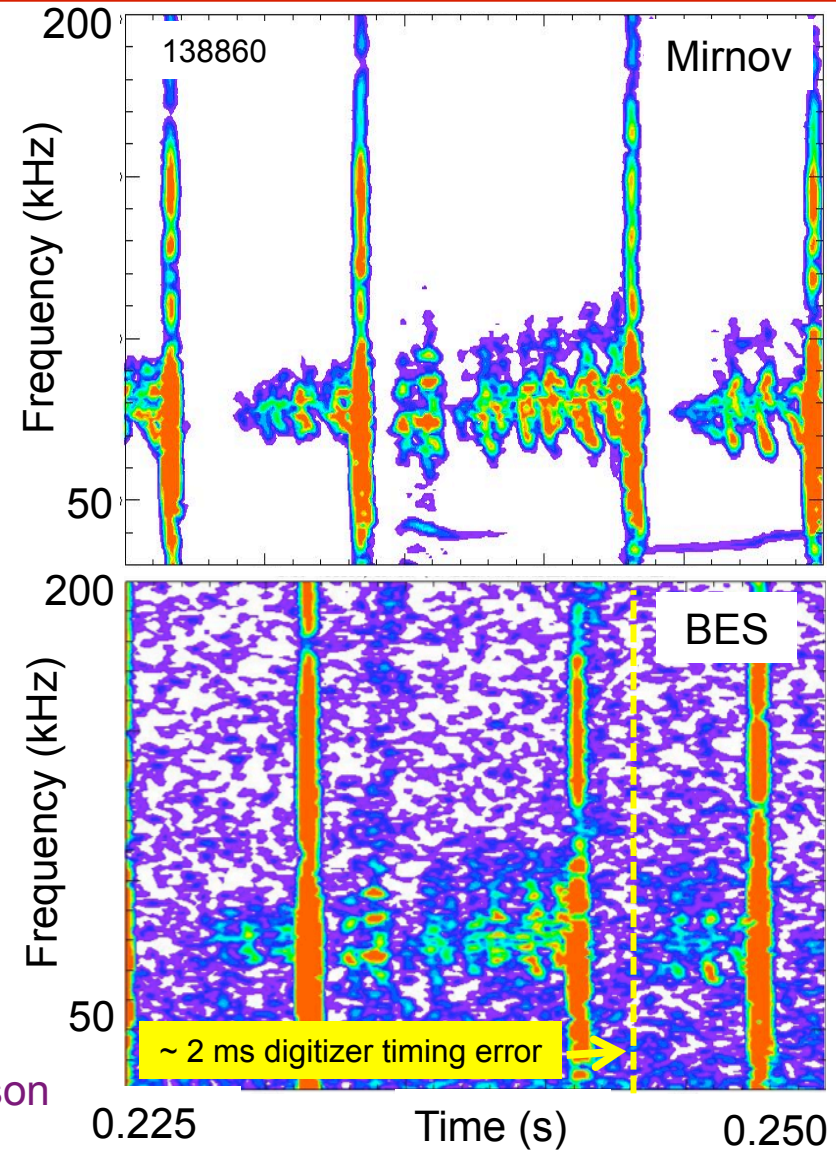 200
138860
Mirnov
Frequency (kHz)
50
200
BES
Frequency (kHz)
50
~ 2 ms digitizer timing error
0.225
Time (s)
0.250